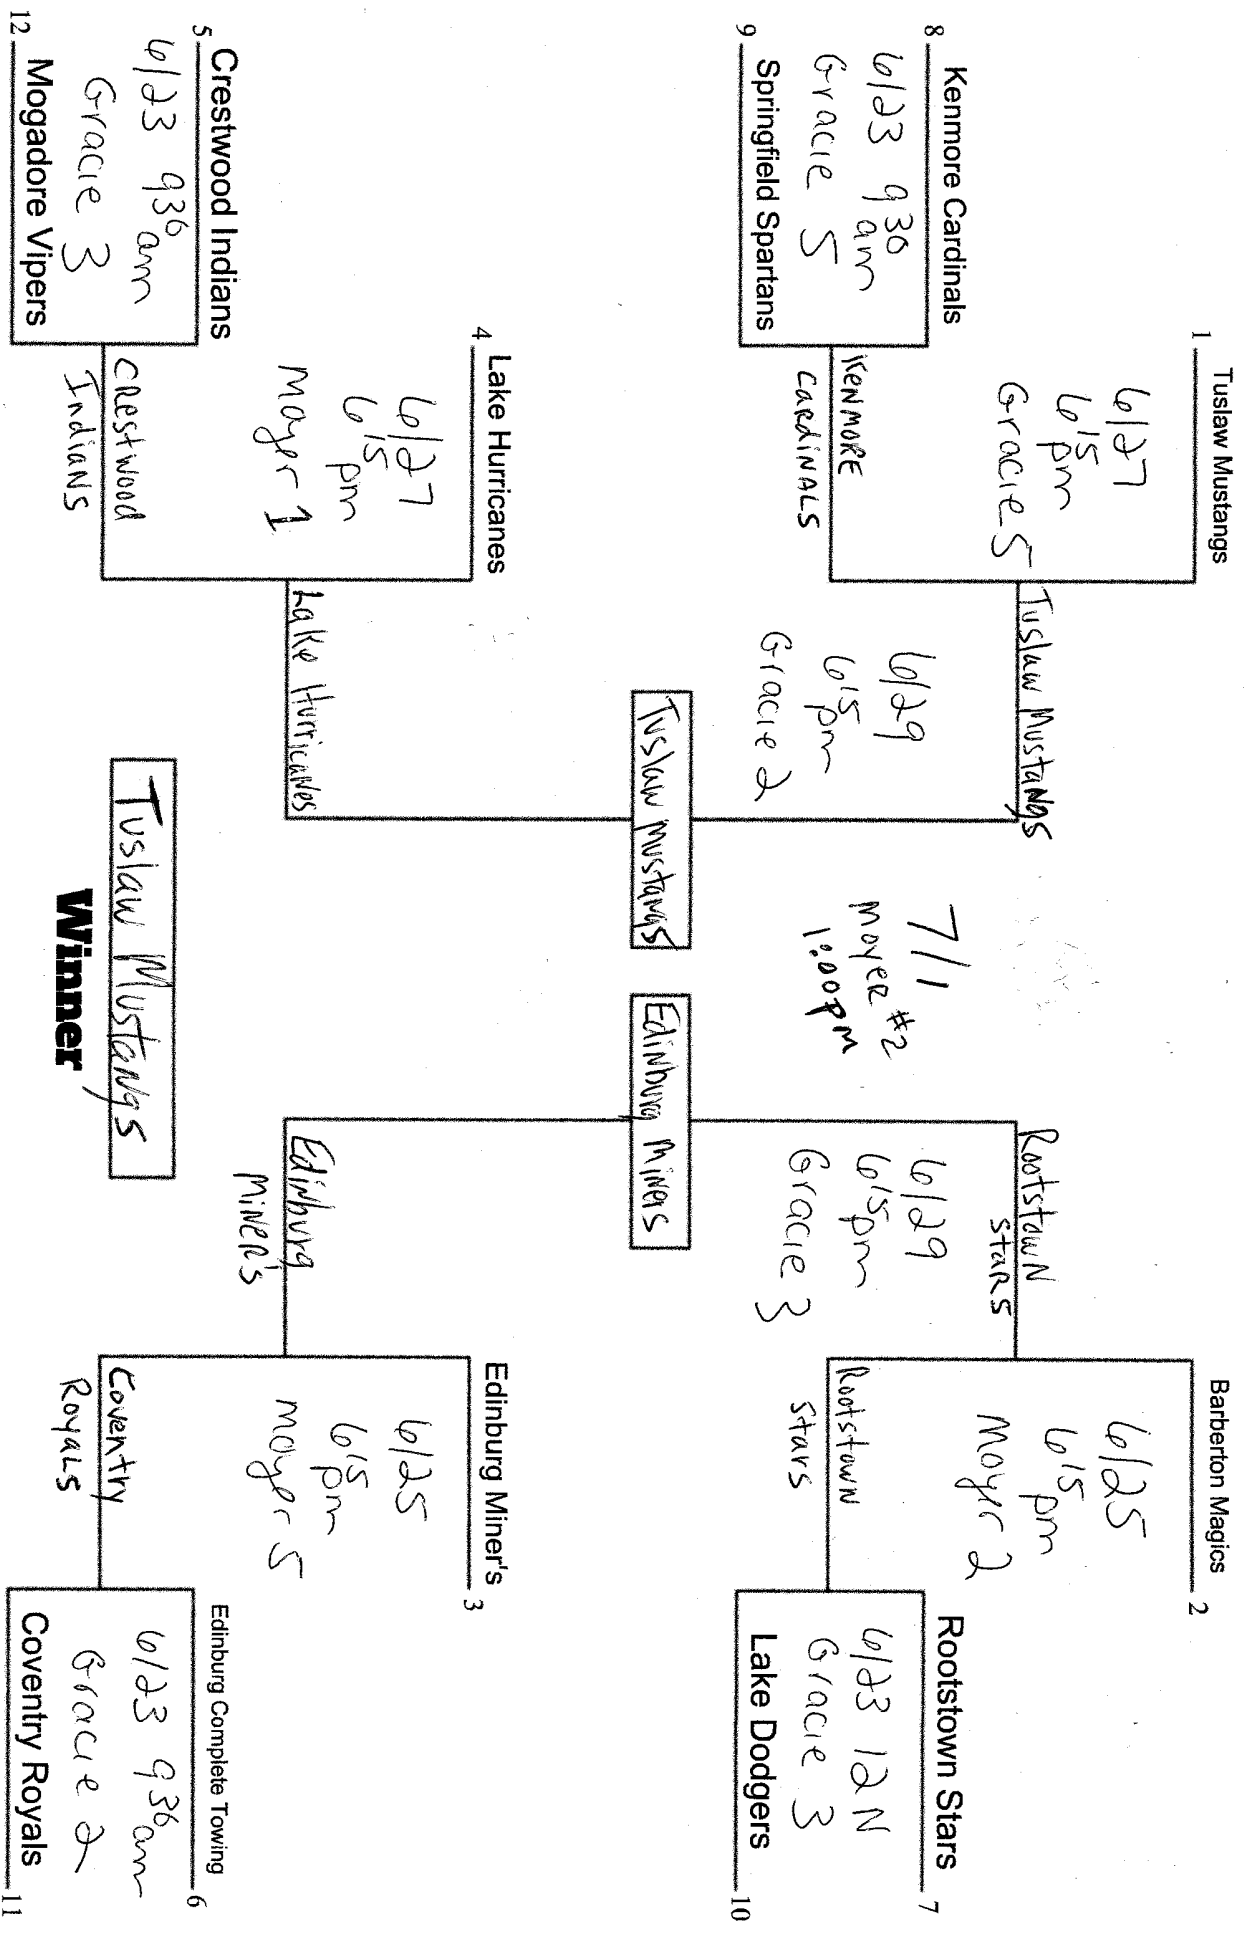 1 Tuslaw Mustangs
6/27
6:15
pm
Gracie 5
Tuslaw Mustangs
8 Kenmore Cardinals
6/23 9:30
am
Gracie 5
9 Springfield Spartans
KENMORE
CARDINALS
6/29
6:15
pm
Gracie 2
4 Lake Hurricanes
6/27
6:15
pm
Moyer 1
Lake Hurricanes
5 Crestwood Indians
6/23 9:30
am
Gracie 3
12 Mogadore Vipers
CRestwood
Indians
Tuslaw Mustangs
7/1
MOYER #2
1:00pm
Edinburg Miners
Tuslaw Mustangs
Winner
Barberton Magics 2
6/25
6:15
pm
Moyer 2
Rootstown
STARS
6/29
6:15
pm
Gracie 3
Rootstown Stars 7
6/23 12N
Gracie 3
Lake Dodgers 10
Rootstown
Stars
Edinburg Miner's 3
6/25
6:15
pm
Moyer 5
Edinburg
MiNER's
Edinburg Complete Towing 6
6/23 9:30
am
Gracie 2
Coventry Royals 11
Coventry
Royals